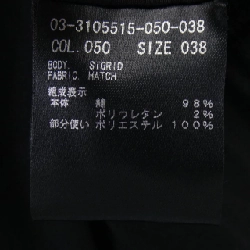 03-3105515-050-038
COL. 050 SIZE 038
BODY. SIGRID
FABRIC. HATCH
組成表示
本体 綿 98%
ポリウレタン 2%
部分使い ポリエステル 100%